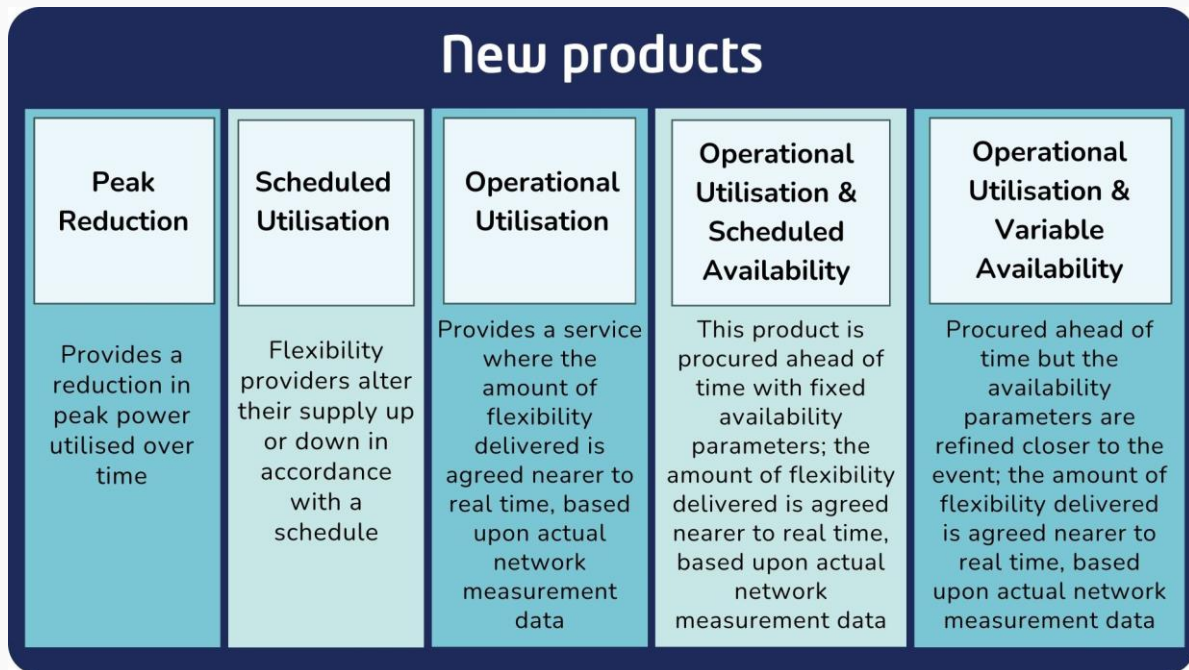 New products
Peak
Reduction
Provides a
reduction in
peak power
utilised over
time
Scheduled
Utilisation
Flexibility
providers alter
their supply up
or down in
accordance
with a
schedule
Operational
Utilisation
Provides a service
where the
amount of
flexibility
delivered is
agreed nearer to
real time, based
upon actual
network
measurement
data
Operational
Utilisation &
Scheduled
Availability
This product is
procured ahead of
time with fixed
availability
parameters; the
amount of flexibility
delivered is agreed
nearer to real time,
based upon actual
network
measurement data
Operational
Utilisation &
Variable
Availability
Procured ahead of
time but the
availability
parameters are
refined closer to the
event; the amount of
flexibility delivered
is agreed nearer to
real time, based
upon actual network
measurement data